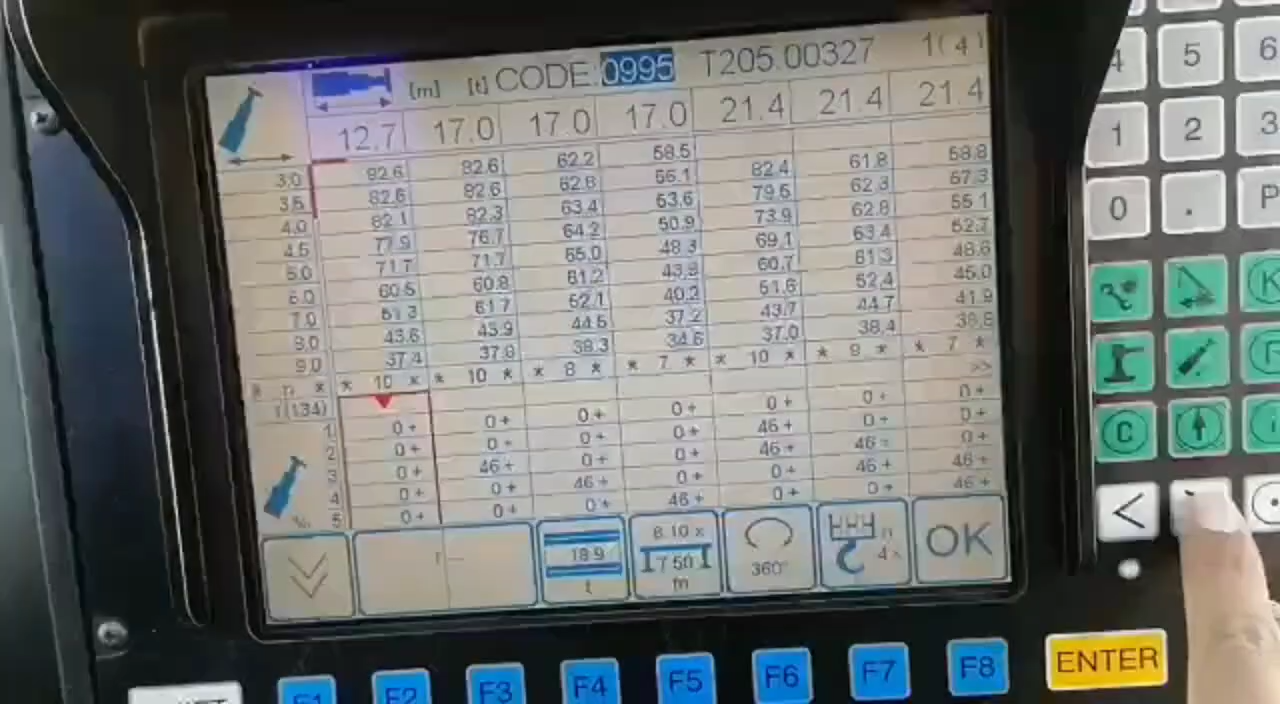 [m] [t] CODE: 0995 T205.00327 1(4)
12.7 17.0 17.0 17.0 21.4 21.4 21.4
3.0 82.6 82.6 62.2 58.5 58.8
3.5 82.6 82.6 62.8 56.1 82.4 61.8 57.3
4.0 82.1 82.3 63.4 53.6 79.5 62.3 55.1
4.5 77.9 76.7 64.2 50.9 73.9 62.8 52.7
5.0 71.7 71.7 65.0 48.3 69.1 63.4 48.6
6.0 60.5 60.8 61.2 43.9 60.7 61.3 45.0
7.0 51.3 51.7 52.1 40.2 51.6 52.4 41.9
8.0 43.6 43.9 44.5 37.2 43.7 44.7
9.0 37.4 37.8 38.3 34.6 37.0 38.4
* n * * 10 * * 10 * * 8 * * 7 * * 10 * * 9 * * 7 *
1(134) >>
1 0+ 0+ 0+ 0+ 0+ 0+ 0+
2 0+ 0+ 0+ 0+ 46+ 0+ 0+
3 0+ 46+ 0+ 0+ 46+ 46+ 0+
4 0+ 0+ 46+ 0+ 0+ 46+ 46+
5 0+ 0+ 46+ 0+ 0+ 46+
%
18.9 t
8.10 x 7.50 m
360°
n 4x
OK
F1 F2 F3 F4 F5 F6 F7 F8 ENTER
4 5 6
1 2 3
0 . P
C
<